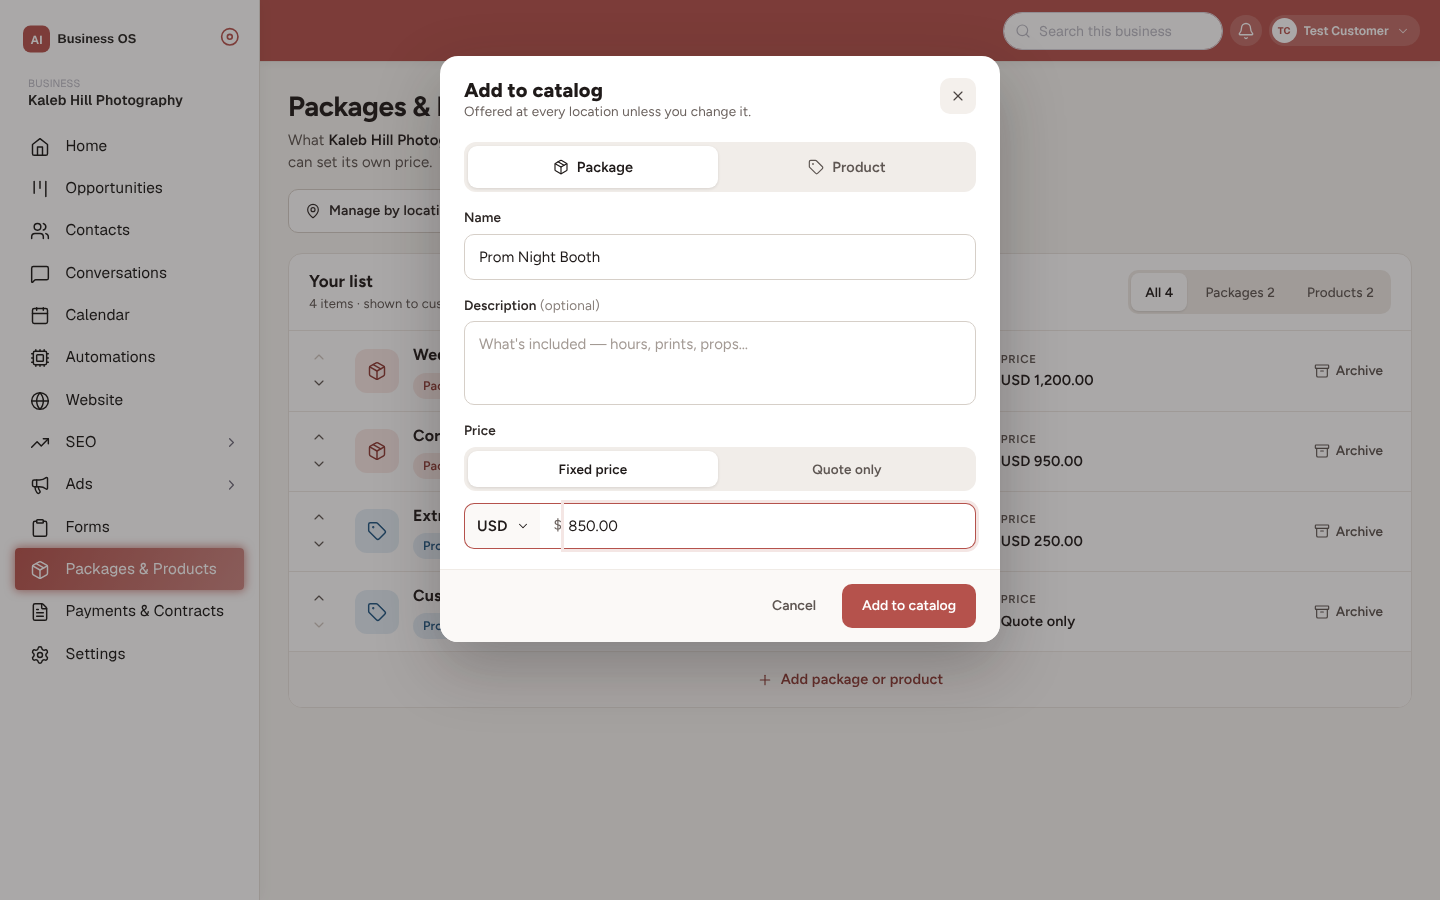 AI Business OS
BUSINESS
Kaleb Hill Photography
Home
Opportunities
Contacts
Conversations
Calendar
Automations
Website
SEO
Ads
Forms
Packages & Products
Payments & Contracts
Settings
Search this business
TC Test Customer
Packages &
What Kaleb Hill
can set its own price.
Manage by
Your list
4 items · shown to
All 4
Packages 2
Products 2
PRICE
USD 1,200.00
Archive
PRICE
USD 950.00
Archive
PRICE
USD 250.00
Archive
PRICE
Quote only
Archive
Add package or product
Add to catalog
Offered at every location unless you change it.
Package
Product
Name
Prom Night Booth
Description (optional)
What's included — hours, prints, props...
Price
Fixed price
Quote only
USD
$ 850.00
Cancel
Add to catalog